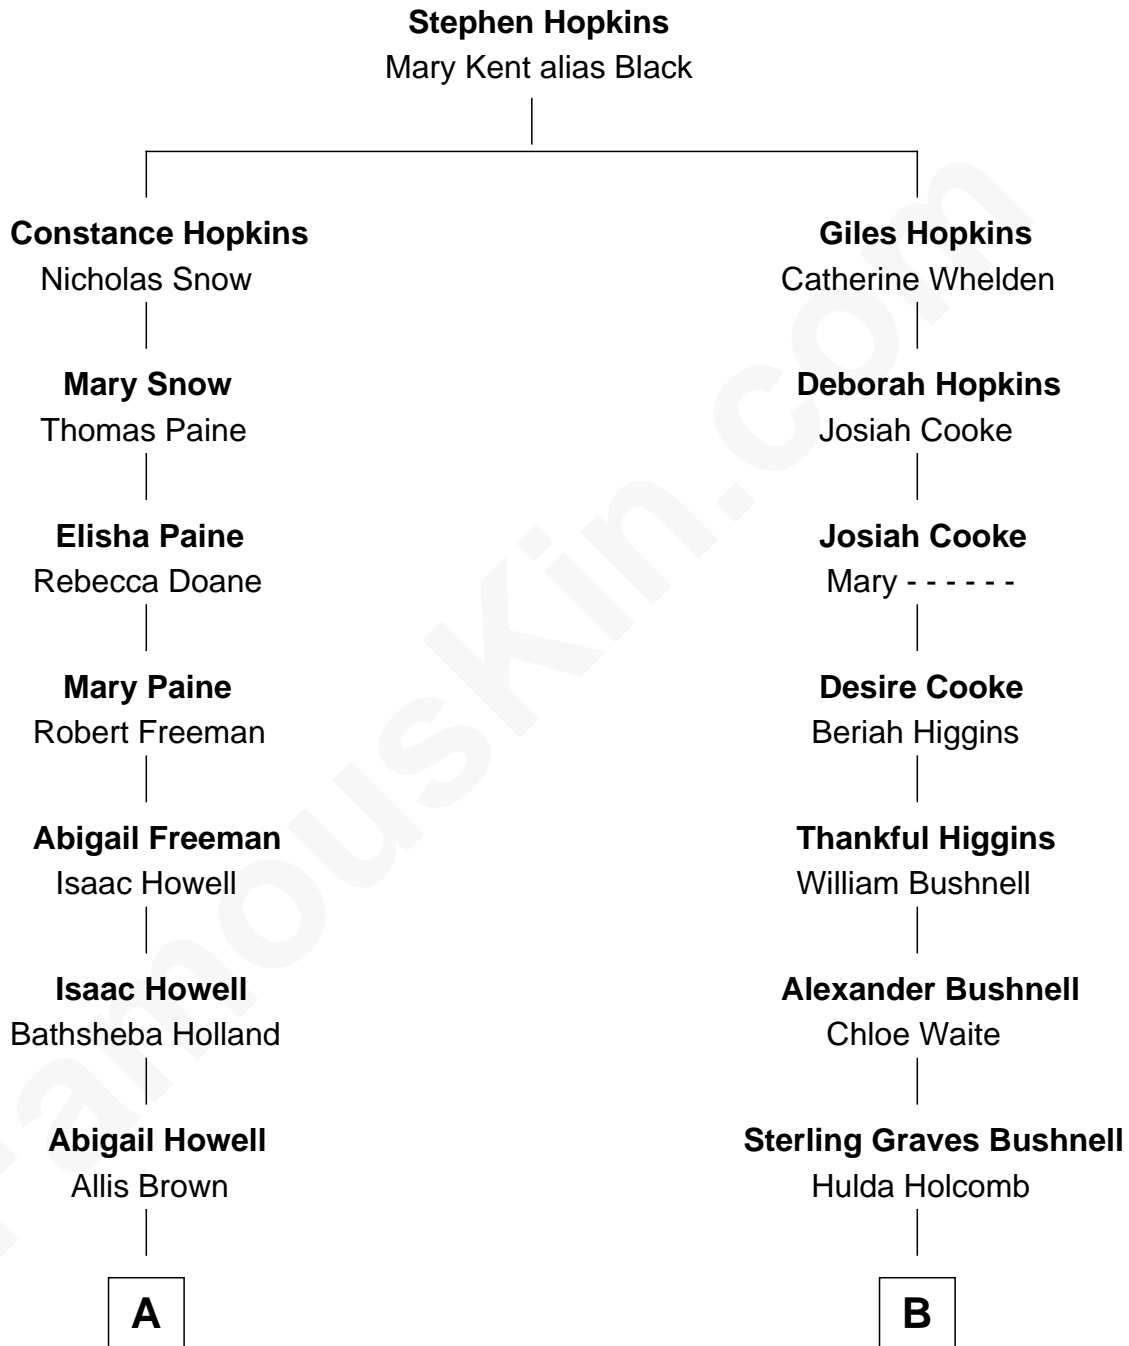 Stephen Hopkins
Mary Kent alias Black
Constance Hopkins
Nicholas Snow
Giles Hopkins
Catherine Whelden
Mary Snow
Thomas Paine
Deborah Hopkins
Josiah Cooke
Elisha Paine
Rebecca Doane
Josiah Cooke
Mary - - - - - -
Mary Paine
Robert Freeman
Desire Cooke
Beriah Higgins
Abigail Freeman
Isaac Howell
Thankful Higgins
William Bushnell
Isaac Howell
Bathsheba Holland
Alexander Bushnell
Chloe Waite
Abigail Howell
Allis Brown
Sterling Graves Bushnell
Hulda Holcomb
A
B
FamousKin.com